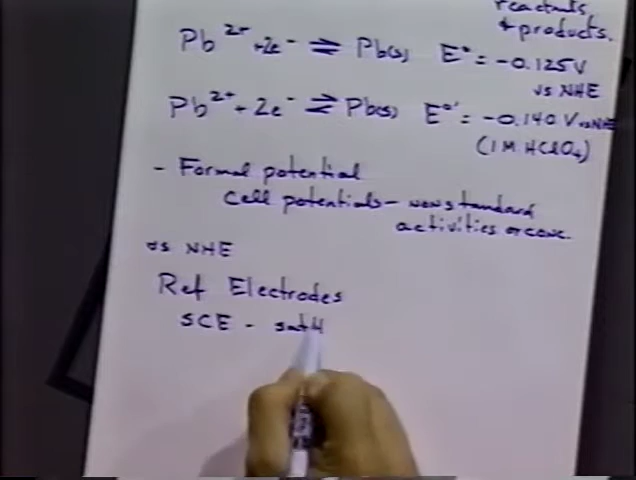 reactants
+ products.
Pb²⁺ + 2e⁻ ⇌ Pb(s) E° = -0.125V
vs NHE
Pb²⁺ + 2e⁻ ⇌ Pb(s) E°' = -0.140 V vs NHE
(1M HClO₄)
- Formal potential
Cell potentials - nonstandard
activities or conc.
vs NHE
Ref Electrodes
SCE - sat'd